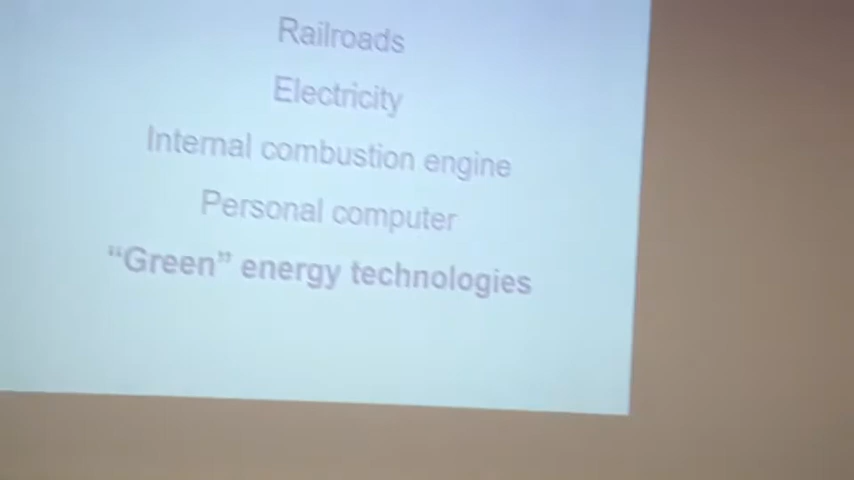 Railroads
Electricity
Internal combustion engine
Personal computer
“Green” energy technologies